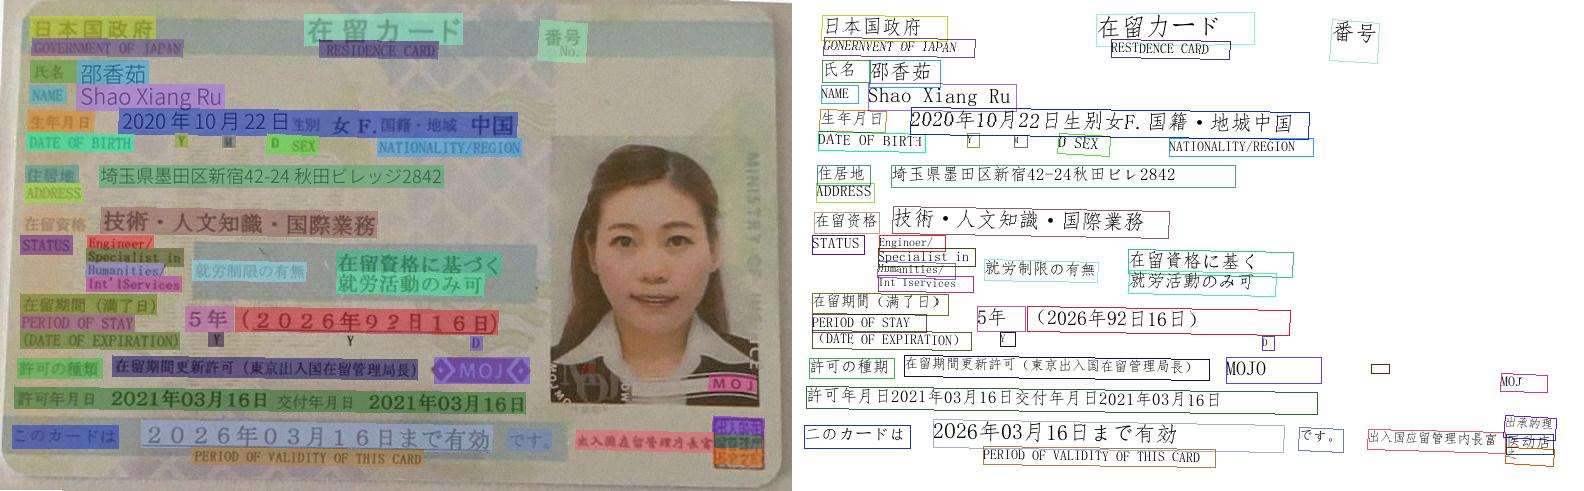 日本国政府 在留カード 番号
GOVERNMENT OF JAPAN RESIDENCE CARD No.
氏名 邵香茹
NAME Shao Xiang Ru
生年月日 2020年10月22日 生別 女 F. 国籍・地域 中国
DATE OF BIRTH Y M D SEX NATIONALITY/REGION
住居地 埼玉県墨田区新宿42-24 秋田ビレッジ2842
ADDRESS
在留資格 技術・人文知識・国際業務
STATUS Engineer/
Specialist in
Humanities/
Int'lServices
就労制限の有無 在留資格に基づく
就労活動のみ可
在留期間（満了日） 5年（2026年92月16日）
PERIOD OF STAY
(DATE OF EXPIRATION) Y Y D
許可の種類 在留期間更新許可（東京出入国在留管理局長） MOJ
MOJ
許可年月日 2021年03月16日 交付年月日 2021年03月16日
このカードは 2026年03月16日まで有効 です。 出入国在留管理庁長官
PERIOD OF VALIDITY OF THIS CARD
日本国政府 在留カード 番号
GONERNVENT OF IAPAN RESTDENCE CARD
氏名 邵香茹
NAME Shao Xiang Ru
生年月日 2020年10月22日生別女F.国籍・地城中国
DATE OF BIRTH Y M D SEX NATIONALITY/REGION
住居地 埼玉県墨田区新宿42-24秋田ビレ2842
ADDRESS
在留資格 技術・人文知識・国際業務
STATUS Engineer/
Specialist in
Humanities/
Int lServices
就労制限の有無 在留資格に基く
就労活動のみ可
在留期間（満了日） 5年（2026年92日16日）
PERIOD OF STAY
(DATE OF EXPIRATION) Y D
許可の種期 在留期間更新許可（東京出入国在留管理局長） MOJO
MOJ
許可年月日2021年03月16日交付年月日2021年03月16日
二のカードは 2026年03月16日まで有効 です。 出入国应留管理内長富
出承的理
医动店
PERIOD OF VALIDITY OF THIS CARD